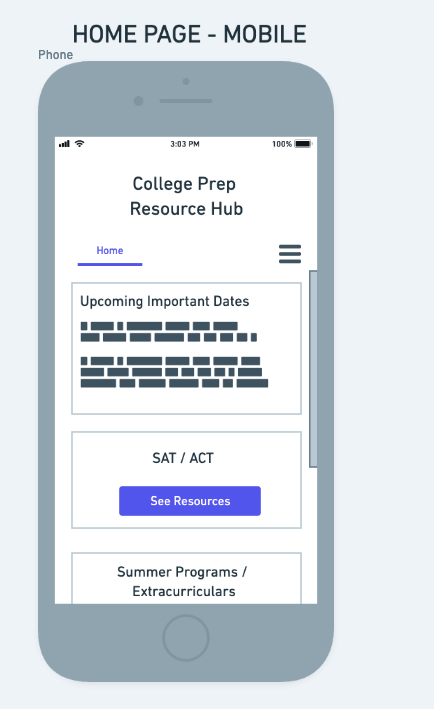 HOME PAGE - MOBILE
Phone
3:03 PM
100%
College Prep
Resource Hub
Home
Upcoming Important Dates
SAT / ACT
See Resources
Summer Programs /
Extracurriculars